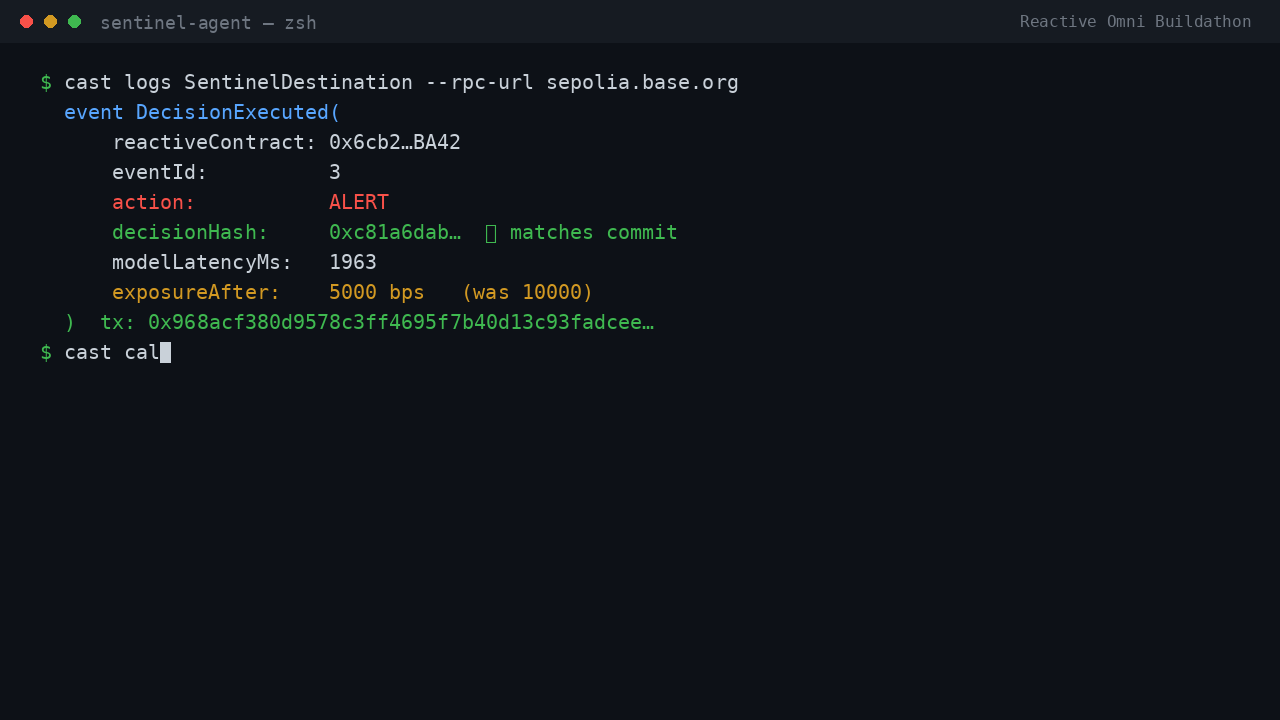 sentinel-agent — zsh
Reactive Omni Buildathon
$ cast logs SentinelDestination --rpc-url sepolia.base.org
event DecisionExecuted(
reactiveContract: 0x6cb2…BA42
eventId: 3
action: ALERT
decisionHash: 0xc81a6dab… ▯ matches commit
modelLatencyMs: 1963
exposureAfter: 5000 bps (was 10000)
) tx: 0x968acf380d9578c3ff4695f7b40d13c93fadcee…
$ cast cal